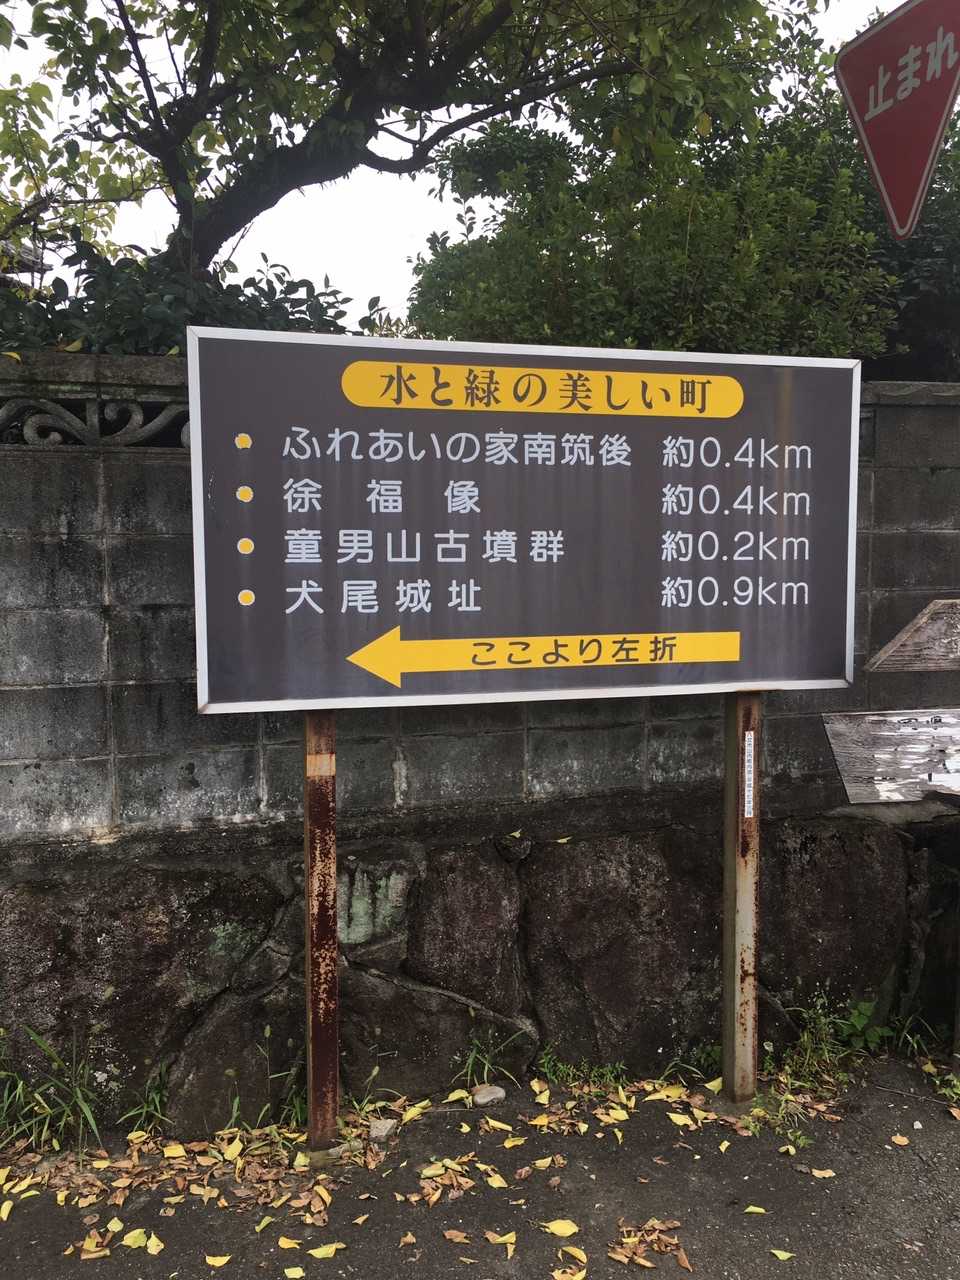 止まれ
水と緑の美しい町
ふれあいの家南筑後 約0.4km
徐福像 約0.4km
童男山古墳群 約0.2km
犬尾城址 約0.9km
ここより左折